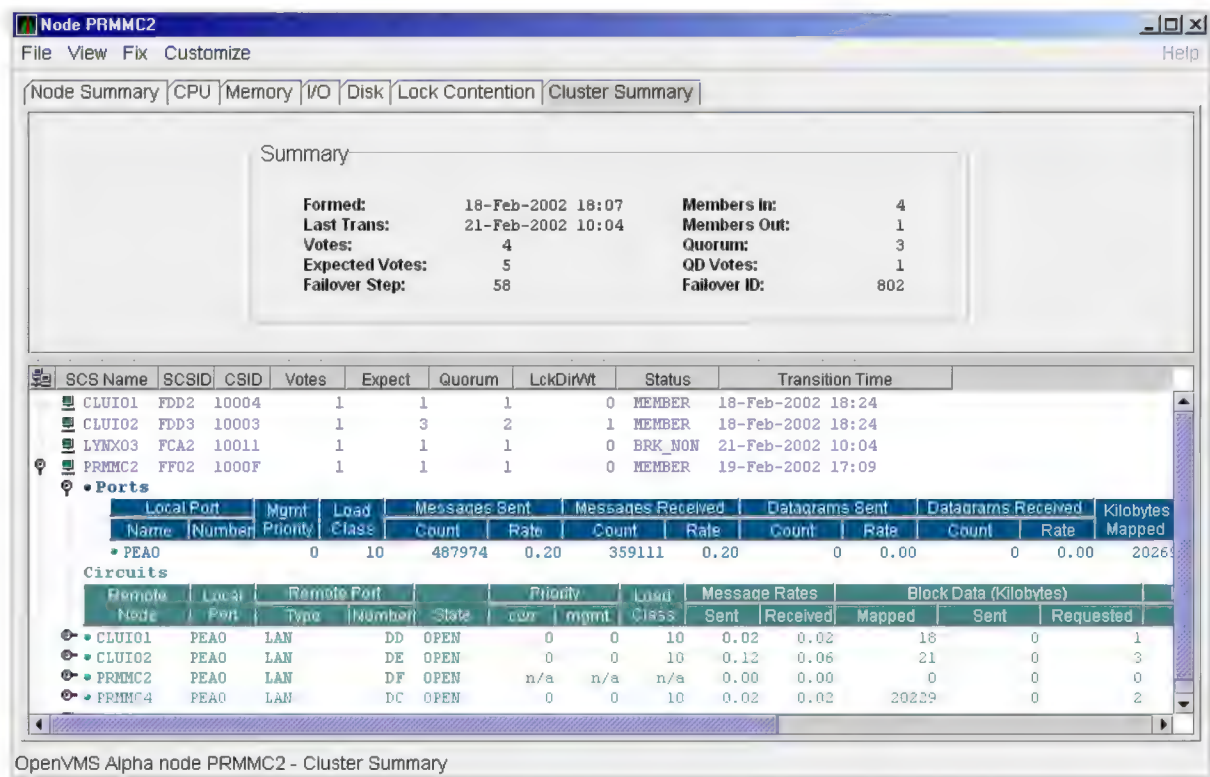 Node PRMMC2
File View Fix Customize Help
Node Summary CPU Memory I/O Disk Lock Contention Cluster Summary
Summary
Formed: 18-Feb-2002 18:07 Members In: 4
Last Trans: 21-Feb-2002 10:04 Members Out: 1
Votes: 4 Quorum: 3
Expected Votes: 5 QD Votes: 1
Failover Step: 58 Failover ID: 802
SCS Name SCSID CSID Votes Expect Quorum LckDirWt Status Transition Time
CLUI01 FDD2 10004 1 1 1 0 MEMBER 18-Feb-2002 18:24
CLUI02 FDD3 10003 1 3 2 1 MEMBER 18-Feb-2002 18:24
LYNX03 FCA2 10011 1 1 1 0 BRK_NON 21-Feb-2002 10:04
PRMMC2 FF02 1000F 1 1 1 0 MEMBER 19-Feb-2002 17:09
Ports
Local Port Mgmt Load Messages Sent Messages Received Datagrams Sent Datagrams Received Kilobytes
Name Number Priority Class Count Rate Count Rate Count Rate Count Rate Mapped
PEA0 0 10 487974 0.20 359111 0.20 0 0.00 0 0.00 20269
Circuits
Remote Local Remote Port Priority Load Message Rates Block Data (Kilobytes)
Node Port Type Number State curr mgmt Class Sent Received Mapped Sent Requested
CLUI01 PEA0 LAN DD OPEN 0 0 10 0.02 0.02 18 0 1
CLUI02 PEA0 LAN DE OPEN 0 0 10 0.12 0.06 21 0 3
PRMMC2 PEA0 LAN DF OPEN n/a n/a n/a 0.00 0.00 0 0 0
PRMMC4 PEA0 LAN DC OPEN 0 0 10 0.02 0.02 20229 0 2
OpenVMS Alpha node PRMMC2 - Cluster Summary